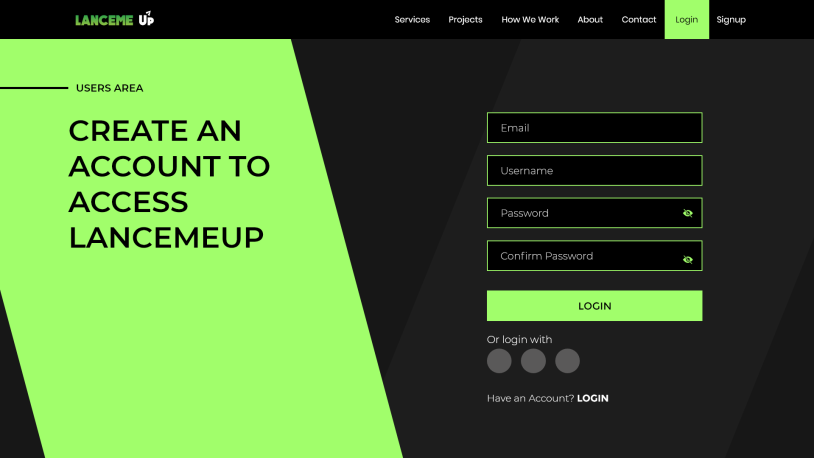 LANCEME UP
Services Projects How We Work About Contact Login Signup
USERS AREA
CREATE AN
ACCOUNT TO
ACCESS
LANCEMEUP
Email
Username
Password
Confirm Password
LOGIN
Or login with
Have an Account? LOGIN